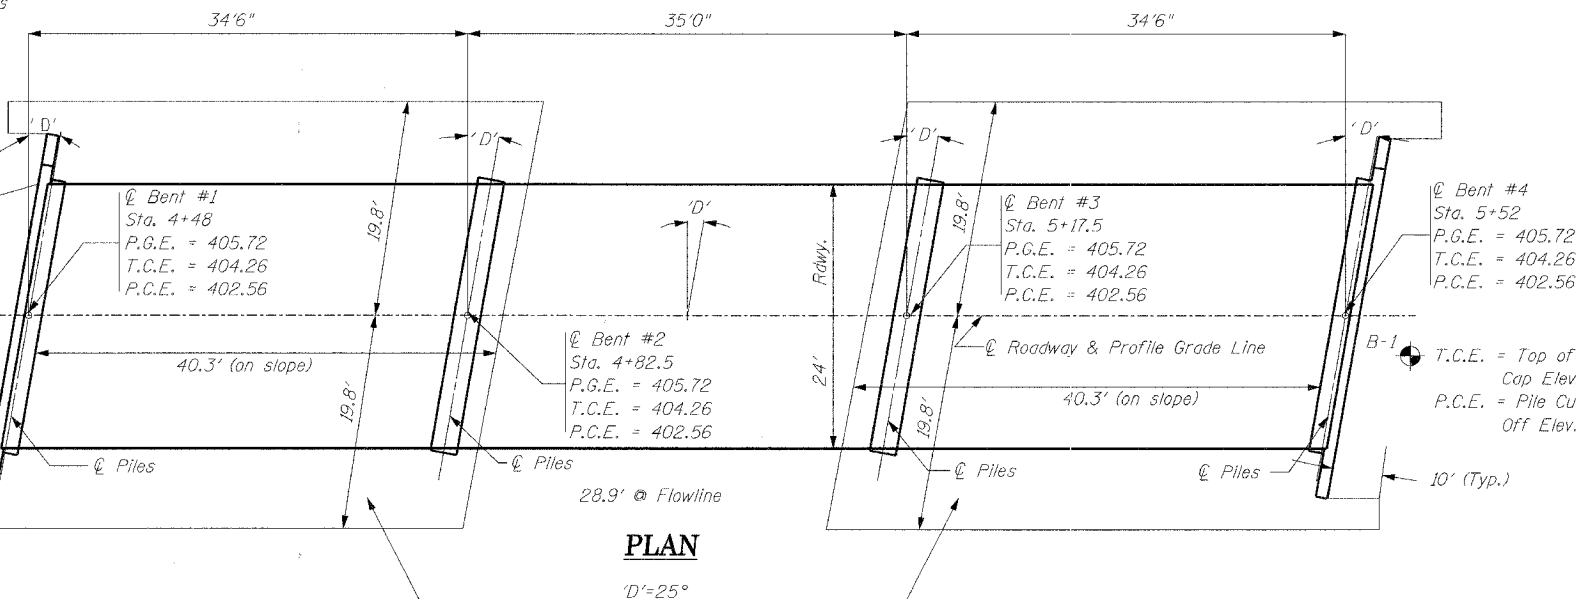 34'6"
35'0"
34'6"
'D'
'D'
'D'
'D'
'D'
19.8'
19.8'
℄ Bent #1
Sta. 4+48
P.G.E. = 405.72
T.C.E. = 404.26
P.C.E. = 402.56
Rdwy.
24'
℄ Bent #3
Sta. 5+17.5
P.G.E. = 405.72
T.C.E. = 404.26
P.C.E. = 402.56
℄ Bent #4
Sta. 5+52
P.G.E. = 405.72
T.C.E. = 404.26
P.C.E. = 402.56
℄ Bent #2
Sta. 4+82.5
P.G.E. = 405.72
T.C.E. = 404.26
P.C.E. = 402.56
℄ Roadway & Profile Grade Line
B-1
T.C.E. = Top of
Cap Elev
P.C.E. = Pile Cu
Off Elev.
40.3' (on slope)
40.3' (on slope)
19.8'
19.8'
℄ Piles
℄ Piles
℄ Piles
℄ Piles
10' (Typ.)
28.9' @ Flowline
PLAN
'D'=25°